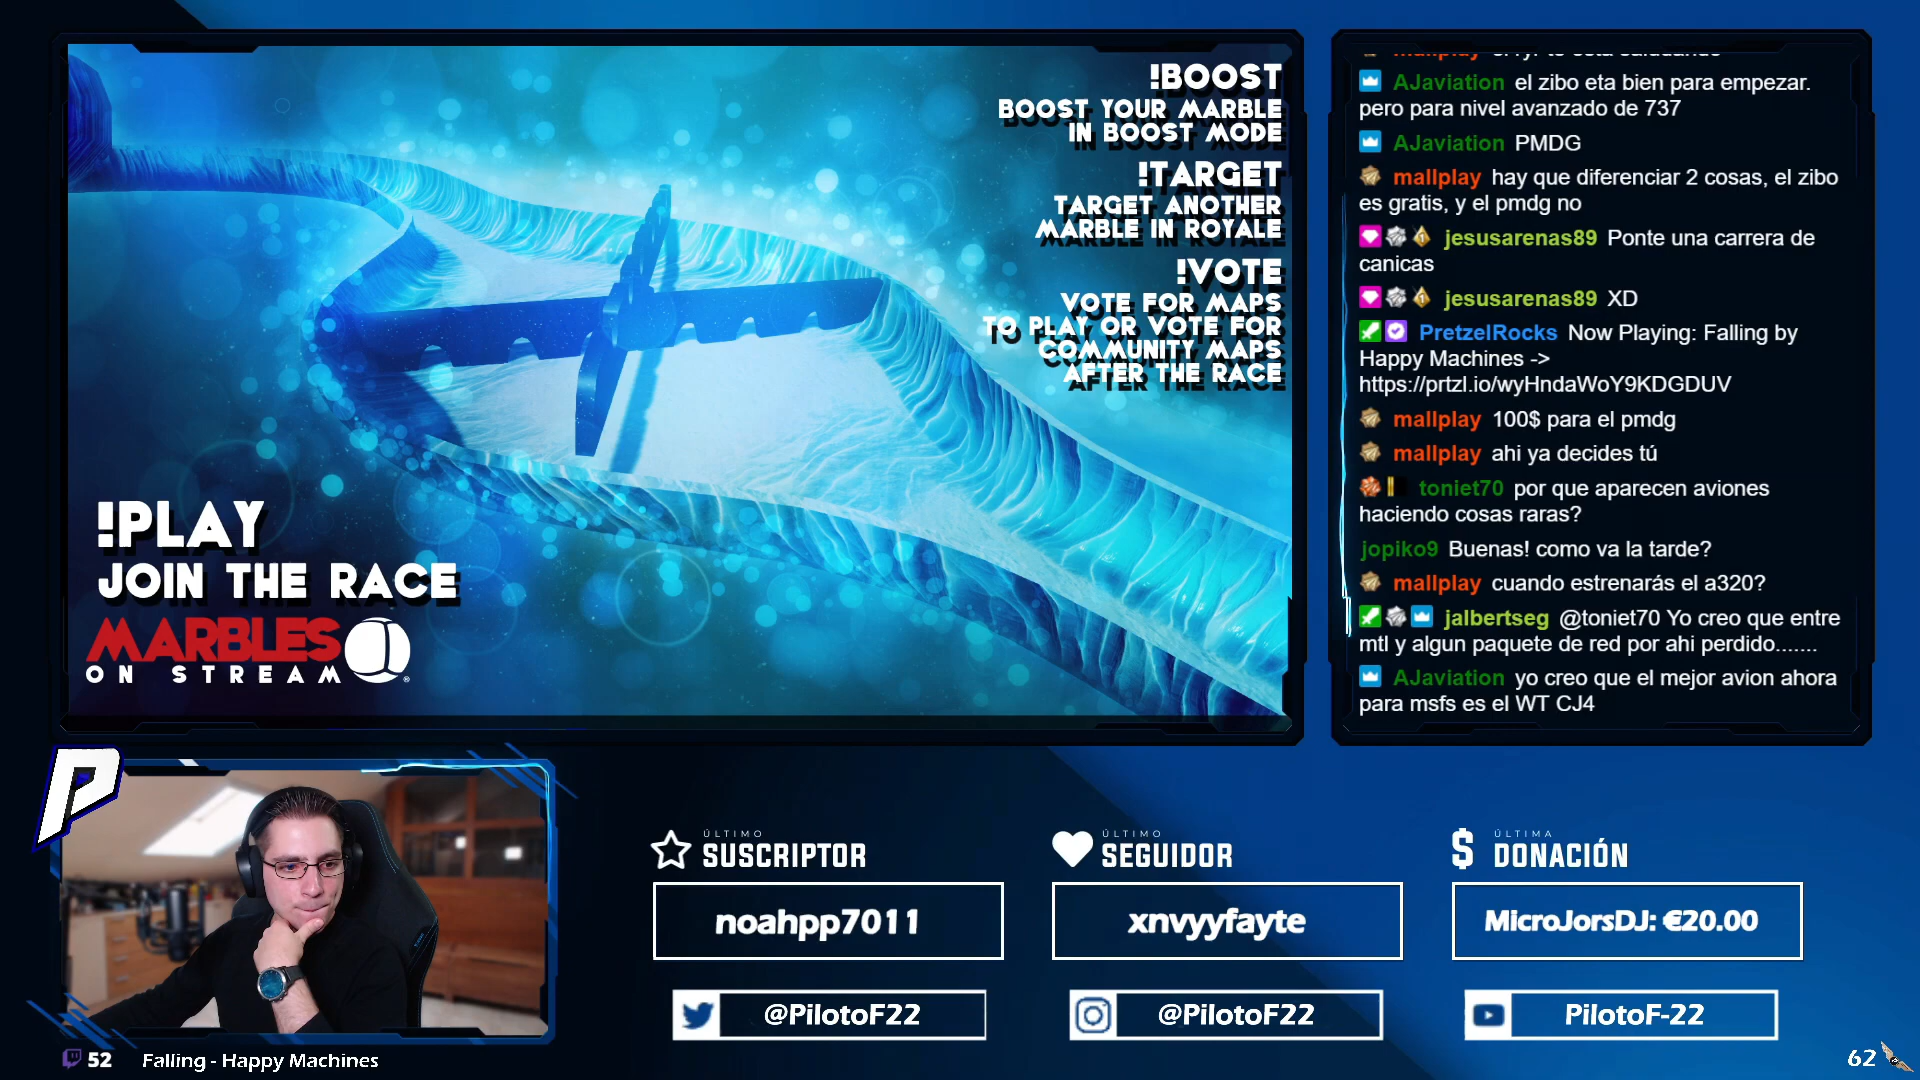 !BOOST
BOOST YOUR MARBLE
IN BOOST MODE
!TARGET
TARGET ANOTHER
MARBLE IN ROYALE
!VOTE
VOTE FOR MAPS
TO PLAY OR VOTE FOR
COMMUNITY MAPS
AFTER THE RACE
!PLAY
JOIN THE RACE
MARBLES
ON STREAM
AJaviation el zibo eta bien para empezar.
pero para nivel avanzado de 737
AJaviation PMDG
mallplay hay que diferenciar 2 cosas, el zibo
es gratis, y el pmdg no
jesusarenas89 Ponte una carrera de
canicas
jesusarenas89 XD
PretzelRocks Now Playing: Falling by
Happy Machines ->
https://prtzl.io/wyHndaWoY9KDGDUV
mallplay 100$ para el pmdg
mallplay ahi ya decides tú
toniet70 por que aparecen aviones
haciendo cosas raras?
jopiko9 Buenas! como va la tarde?
mallplay cuando estrenarás el a320?
jalbertseg @toniet70 Yo creo que entre
mtl y algun paquete de red por ahi perdido.......
AJaviation yo creo que el mejor avion ahora
para msfs es el WT CJ4
P
ÚLTIMO
SUSCRIPTOR
noahpp7011
ÚLTIMO
SEGUIDOR
xnvyyfayte
ÚLTIMA
$ DONACIÓN
MicroJorsDJ: €20.00
@PilotoF22
@PilotoF22
PilotoF-22
52 Falling - Happy Machines
62